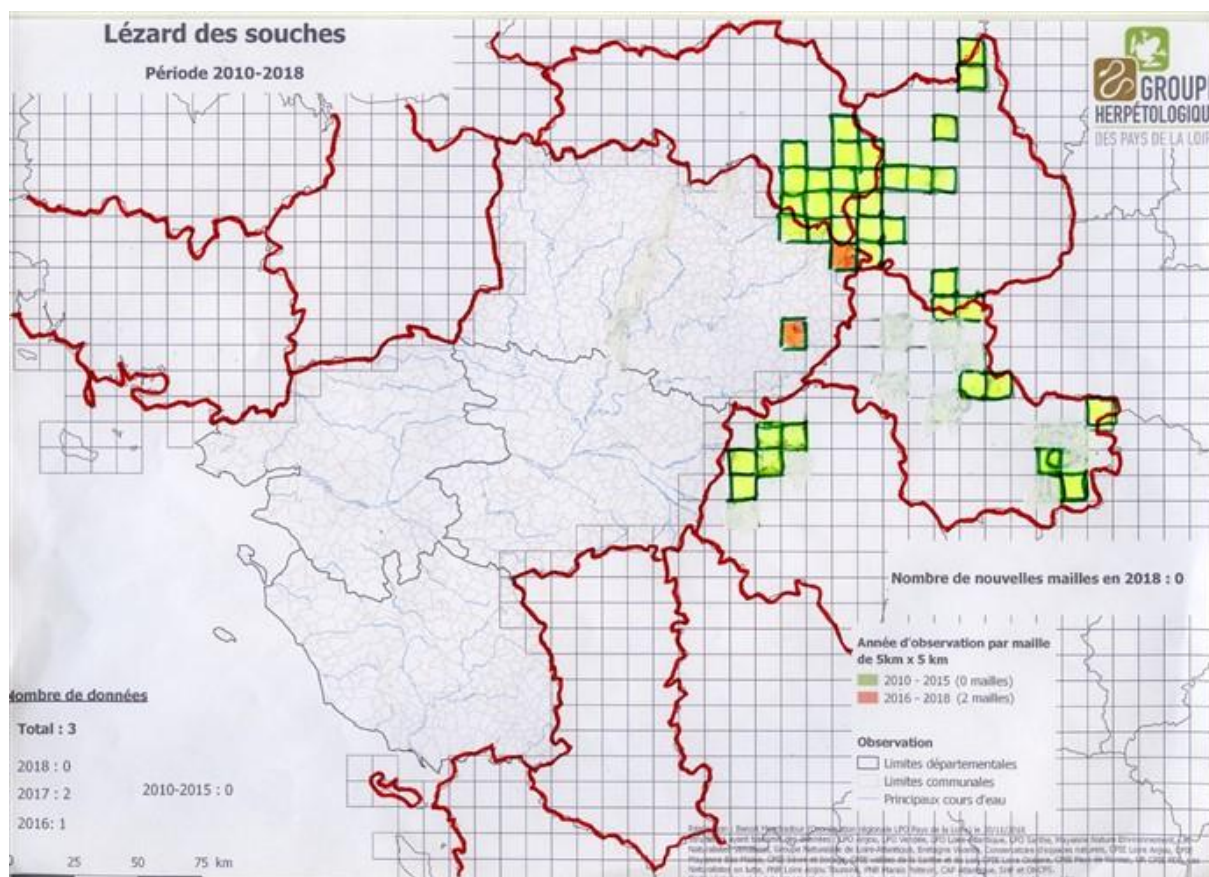 Lézard des souches
Période 2010-2018
GROUPE
HERPÉTOLOGIQUE
DES PAYS DE LA LOIRE
Nombre de nouvelles mailles en 2018 : 0
Année d'observation par maille
de 5km x 5 km
2010 - 2015 (0 mailles)
2016 - 2018 (2 mailles)
Observation
Limites départementales
Limites communales
Principaux cours d'eau
Nombre de données
Total : 3
2018 : 0
2017 : 2
2010-2015 : 0
2016: 1
0 25 50 75 km